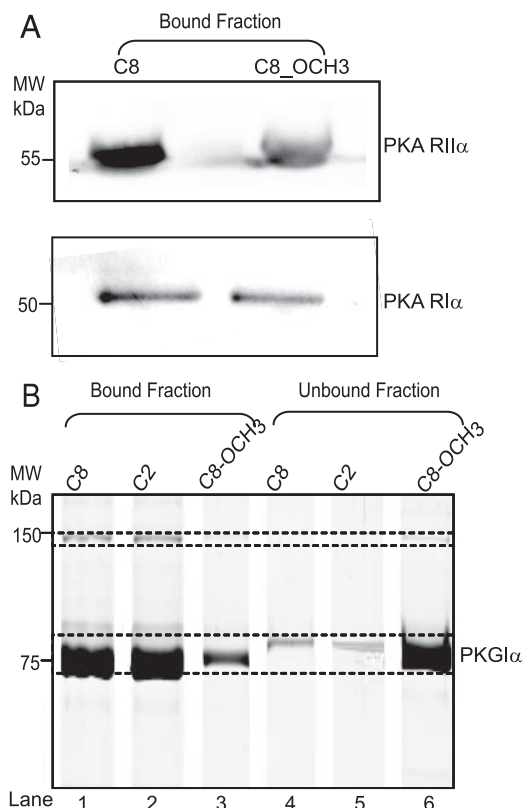 A
Bound Fraction
C8 C8_OCH3
MW
kDa
55 PKA RIIα
50 PKA RIα
B
Bound Fraction Unbound Fraction
C8 C2 C8-OCH3 C8 C2 C8-OCH3
MW
kDa
150
75 PKGIα
Lane 1 2 3 4 5 6